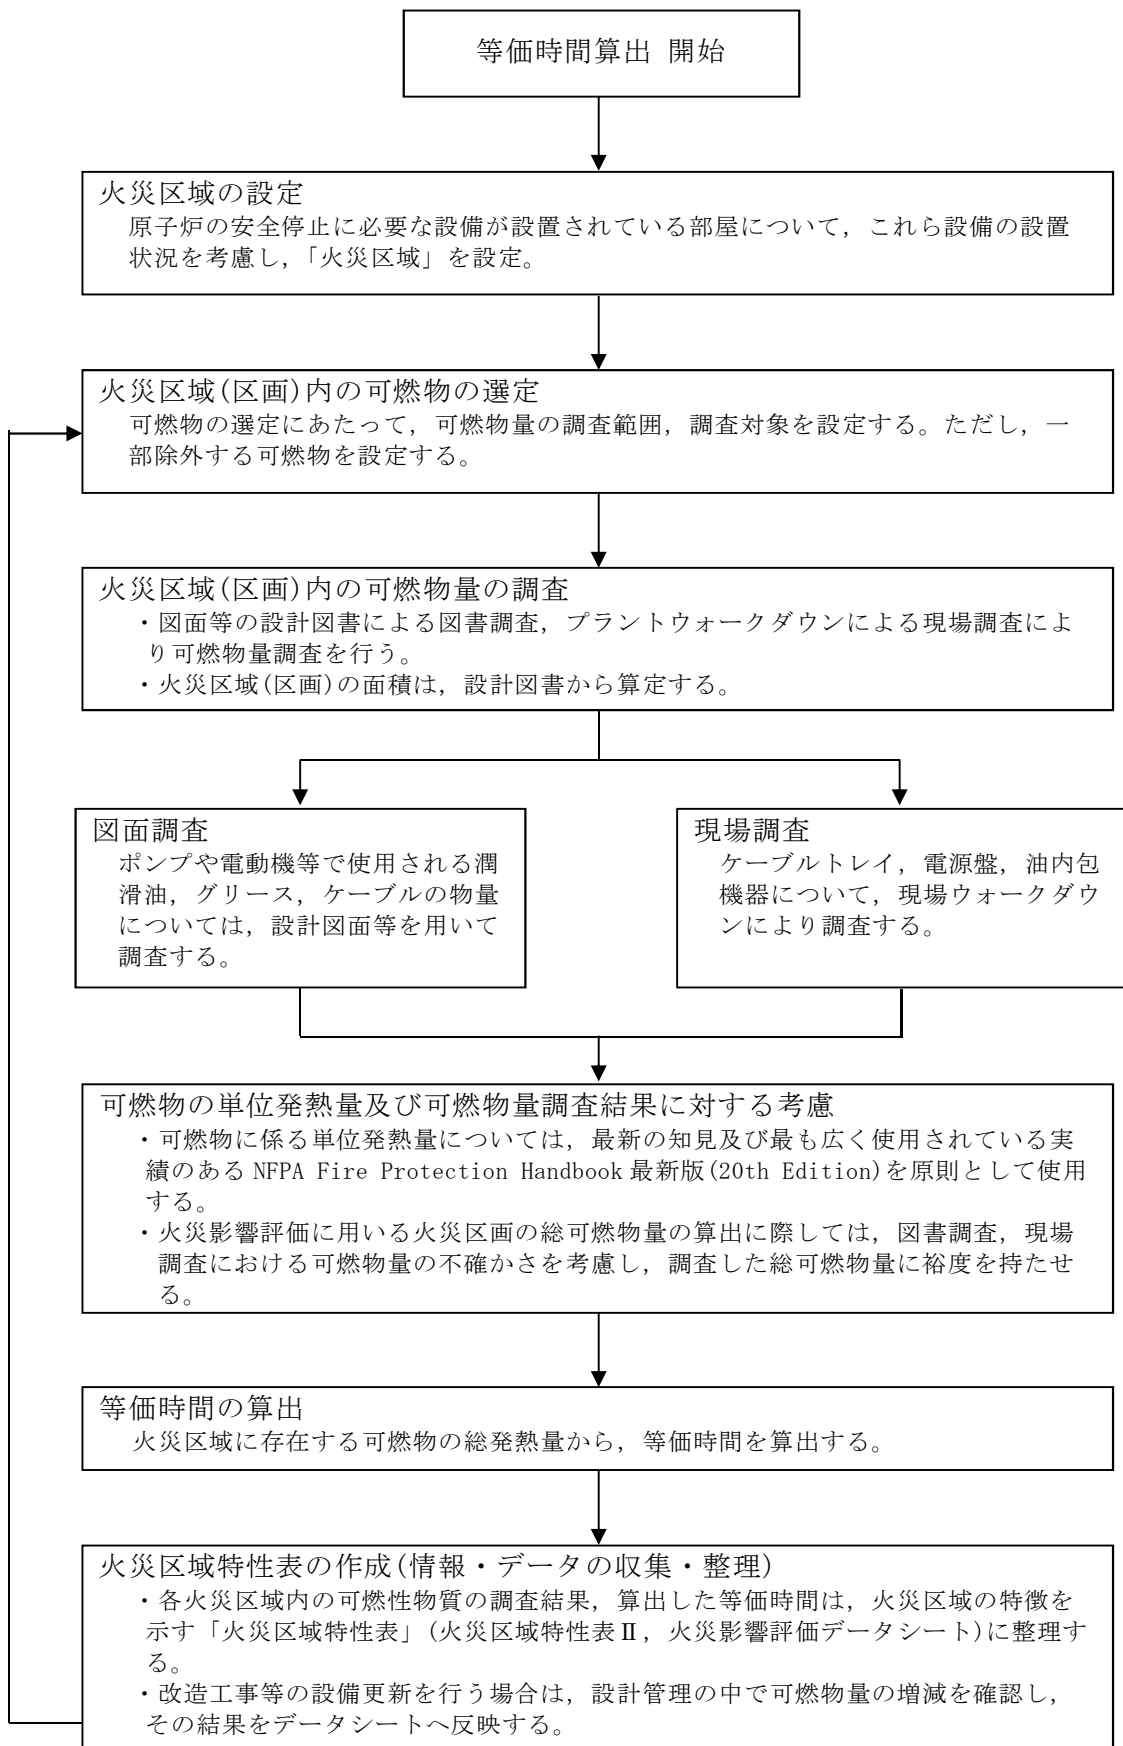 等価時間算出 開始
火災区域の設定
原子炉の安全停止に必要な設備が設置されている部屋について，これら設備の設置
状況を考慮し，「火災区域」を設定。
火災区域(区画)内の可燃物の選定
可燃物の選定にあたって，可燃物量の調査範囲，調査対象を設定する。ただし，一
部除外する可燃物を設定する。
火災区域(区画)内の可燃物量の調査
・図面等の設計図書による図書調査，プラントウォークダウンによる現場調査によ
り可燃物量調査を行う。
・火災区域(区画)の面積は，設計図書から算定する。
図面調査
ポンプや電動機等で使用される潤
滑油，グリース，ケーブルの物量
については，設計図面等を用いて
調査する。
現場調査
ケーブルトレイ，電源盤，油内包
機器について，現場ウォークダウ
ンにより調査する。
可燃物の単位発熱量及び可燃物量調査結果に対する考慮
・可燃物に係る単位発熱量については，最新の知見及び最も広く使用されている実
績のある NFPA Fire Protection Handbook 最新版(20th Edition)を原則として使用
する。
・火災影響評価に用いる火災区画の総可燃物量の算出に際しては，図書調査，現場
調査における可燃物量の不確かさを考慮し，調査した総可燃物量に裕度を持たせ
る。
等価時間の算出
火災区域に存在する可燃物の総発熱量から，等価時間を算出する。
火災区域特性表の作成(情報・データの収集・整理)
・各火災区域内の可燃性物質の調査結果，算出した等価時間は，火災区域の特徴を
示す「火災区域特性表」(火災区域特性表Ⅱ，火災影響評価データシート)に整理す
る。
・改造工事等の設備更新を行う場合は，設計管理の中で可燃物量の増減を確認し，
その結果をデータシートへ反映する。